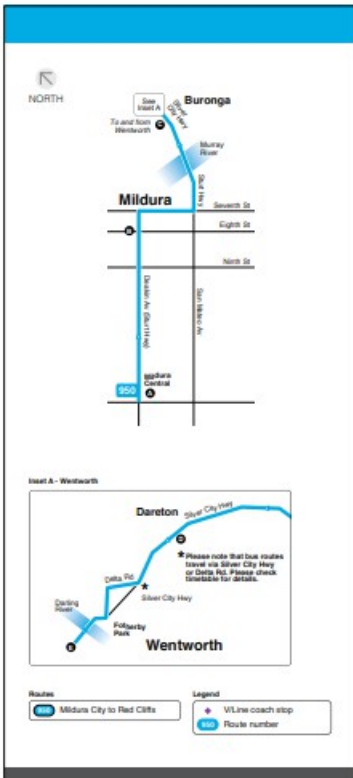 NORTH
See
Inset A
Buronga
Silver
City Hwy
To and from
Wentworth
C
Murray
River
Sturt Hwy
Mildura
Seventh St
Eighth St
B
Ninth St
Deakin Av (Sturt Hwy)
San Mateo Av
Mildura
Central
950
A
Inset A - Wentworth
Dareton
Silver City Hwy
D
* Please note that bus routes
travel via Silver City Hwy
or Delta Rd. Please check
timetable for details.
Delta Rd
*
Silver City Hwy
Darling
River
Fotherby
Park
E
Wentworth
Routes
950 Mildura City to Red Cliffs
Legend
V/Line coach stop
950 Route number